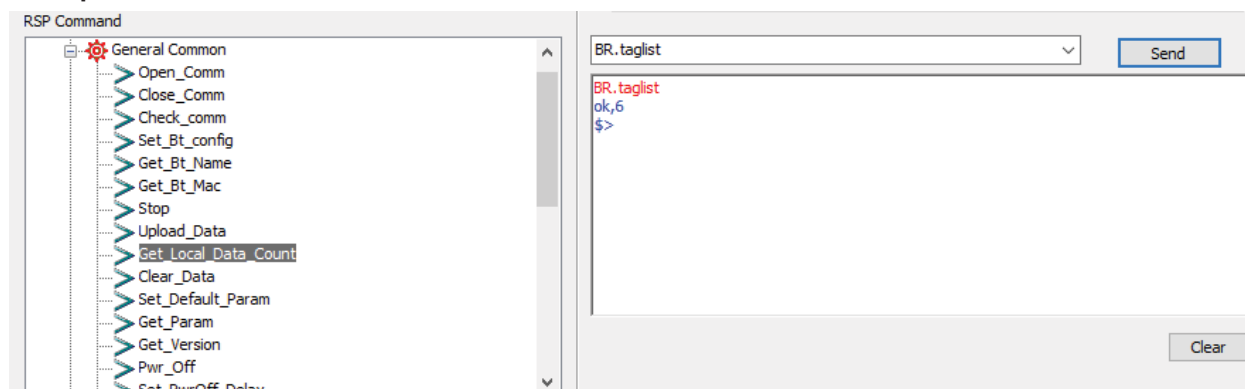 RSP Command
General Common
Open_Comm
Close_Comm
Check_comm
Set_Bt_config
Get_Bt_Name
Get_Bt_Mac
Stop
Upload_Data
Get_Local_Data_Count
Clear_Data
Set_Default_Param
Get_Param
Get_Version
Pwr_Off
Set_PwrOff_Delay
BR.taglist
Send
BR.taglist
ok,6
$>
Clear